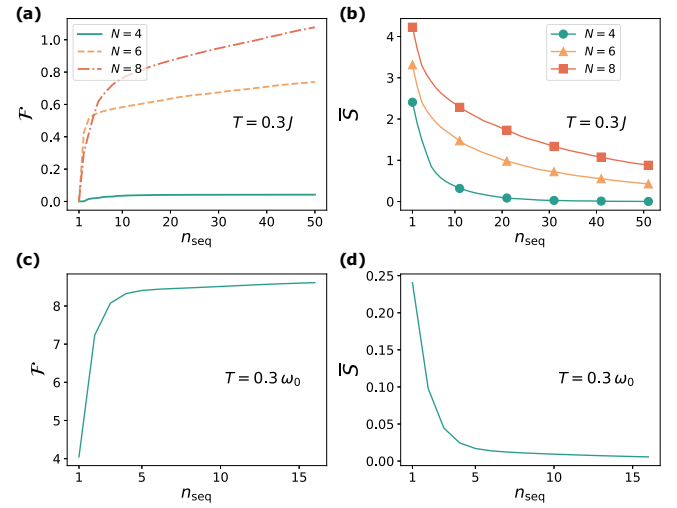 (a)
N = 4
N = 6
N = 8
T = 0.3 J
ℱ
0.0
0.2
0.4
0.6
0.8
1.0
1
10
20
30
40
50
n_seq
(b)
N = 4
N = 6
N = 8
T = 0.3 J
S̅
0
1
2
3
4
1
10
20
30
40
50
n_seq
(c)
T = 0.3 ω₀
ℱ
4
5
6
7
8
1
5
10
15
n_seq
(d)
T = 0.3 ω₀
S̅
0.00
0.05
0.10
0.15
0.20
0.25
1
5
10
15
n_seq